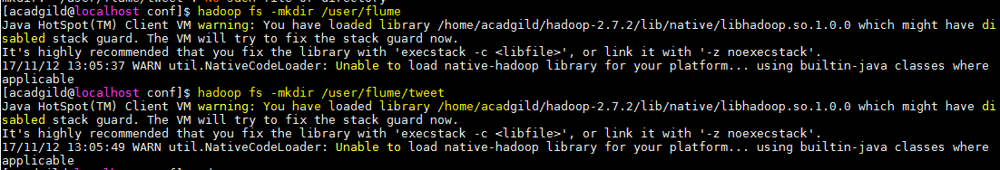 [acadgild@localhost conf]$ hadoop fs -mkdir /user/flume
Java HotSpot(TM) Client VM warning: You have loaded library /home/acadgild/hadoop-2.7.2/lib/native/libhadoop.so.1.0.0 which might have di
sabled stack guard. The VM will try to fix the stack guard now.
It's highly recommended that you fix the library with 'execstack -c <libfile>', or link it with '-z noexecstack'.
17/11/12 13:05:37 WARN util.NativeCodeLoader: Unable to load native-hadoop library for your platform... using builtin-java classes where
applicable
[acadgild@localhost conf]$ hadoop fs -mkdir /user/flume/tweet
Java HotSpot(TM) Client VM warning: You have loaded library /home/acadgild/hadoop-2.7.2/lib/native/libhadoop.so.1.0.0 which might have di
sabled stack guard. The VM will try to fix the stack guard now.
It's highly recommended that you fix the library with 'execstack -c <libfile>', or link it with '-z noexecstack'.
17/11/12 13:05:49 WARN util.NativeCodeLoader: Unable to load native-hadoop library for your platform... using builtin-java classes where
applicable